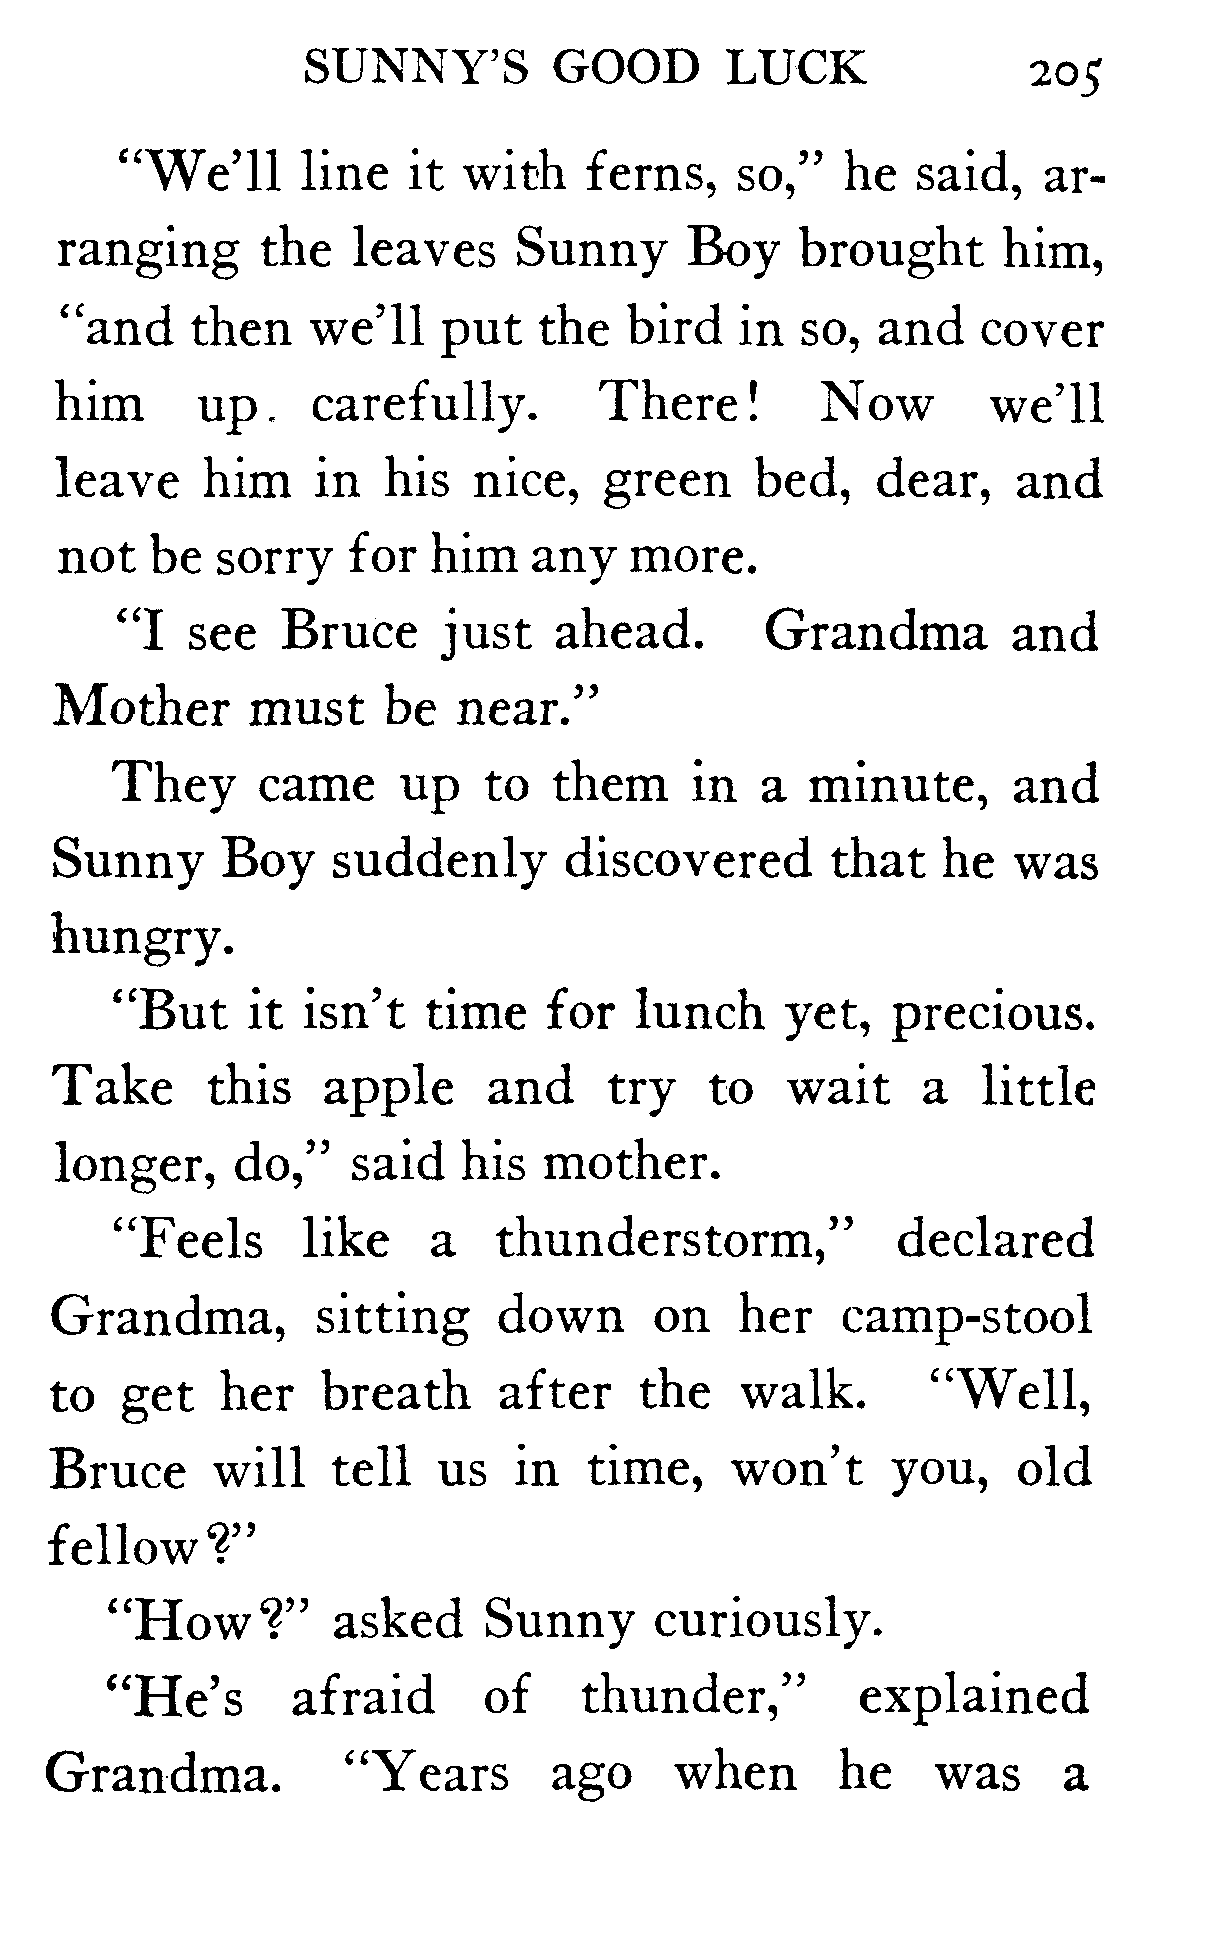 SUNNY'S GOOD LUCK 205
“We’ll line it with ferns, so,” he said, ar-
ranging the leaves Sunny Boy brought him,
“and then we’ll put the bird in so, and cover
him up. carefully. There! Now we’ll
leave him in his nice, green bed, dear, and
not be sorry for him any more.
“I see Bruce just ahead. Grandma and
Mother must be near.”
They came up to them in a minute, and
Sunny Boy suddenly discovered that he was
hungry.
“But it isn’t time for lunch yet, precious.
Take this apple and try to wait a little
longer, do,” said his mother.
“Feels like a thunderstorm,” declared
Grandma, sitting down on her camp-stool
to get her breath after the walk. “Well,
Bruce will tell us in time, won’t you, old
fellow?”
“How?” asked Sunny curiously.
“He’s afraid of thunder,” explained
Grandma. “Years ago when he was a